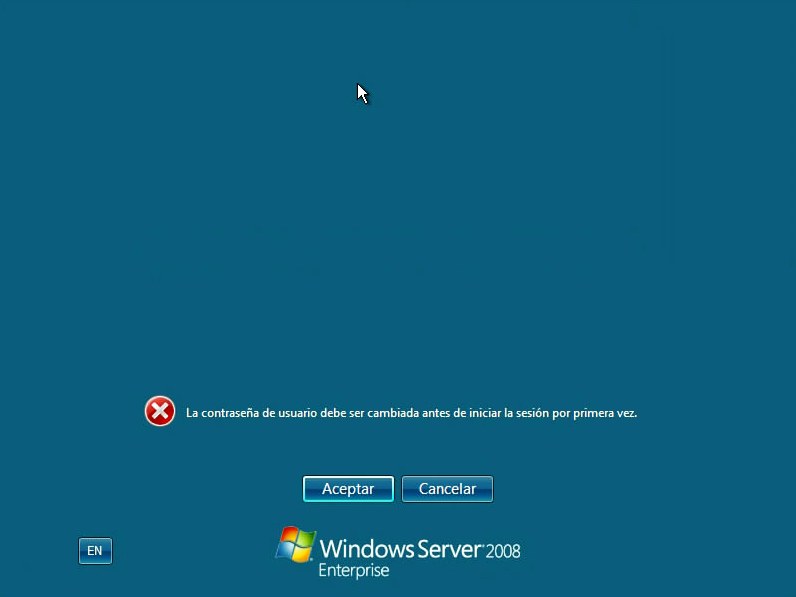 La contraseña de usuario debe ser cambiada antes de iniciar la sesión por primera vez.
Aceptar Cancelar
EN
Windows Server 2008
Enterprise